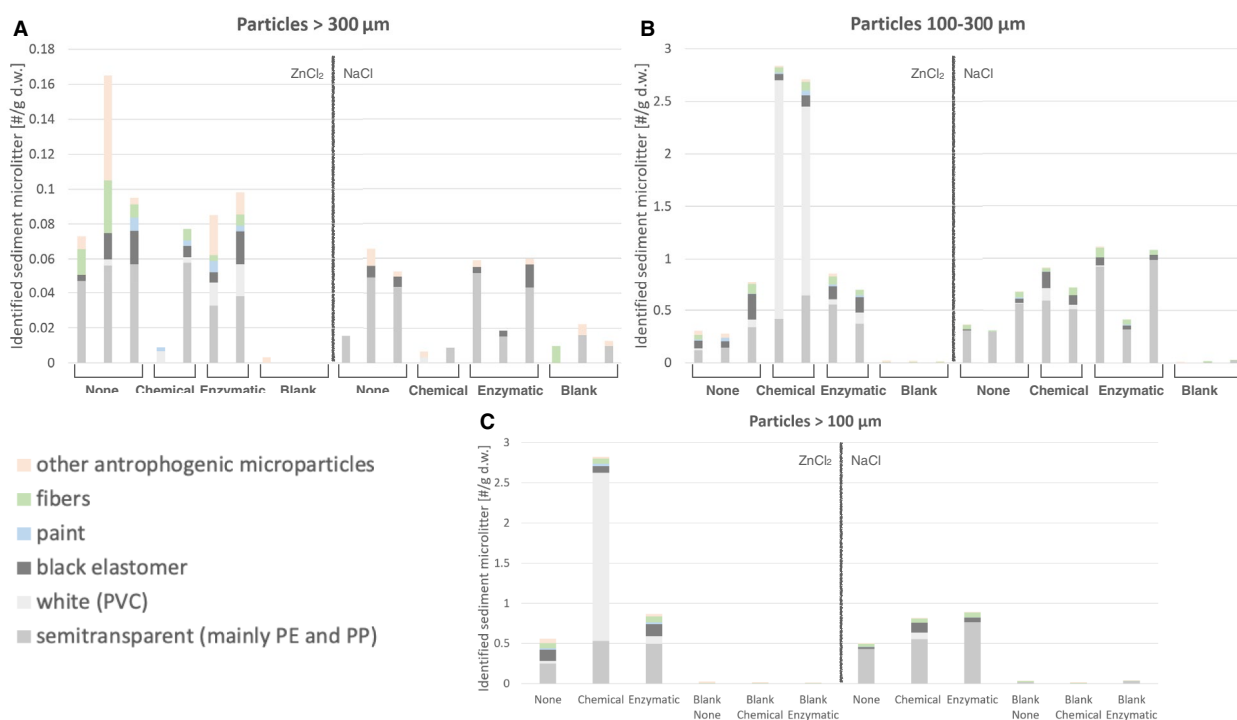 A
Particles > 300 µm
Identified sediment microlitter [#/g d.w.]
0.18
0.16
0.14
0.12
0.1
0.08
0.06
0.04
0.02
0
ZnCl₂ NaCl
None Chemical Enzymatic Blank None Chemical Enzymatic Blank
B
Particles 100-300 µm
Identified sediment microlitter [#/g d.w.]
3
2.5
2
1.5
1
0.5
0
ZnCl₂ NaCl
None Chemical Enzymatic Blank None Chemical Enzymatic Blank
other antrophogenic microparticles
fibers
paint
black elastomer
white (PVC)
semitransparent (mainly PE and PP)
C
Particles > 100 µm
Identified sediment microlitter [#/g d.w.]
3
2.5
2
1.5
1
0.5
0
ZnCl₂ NaCl
None Chemical Enzymatic Blank Blank Blank None Chemical Enzymatic Blank Blank Blank
None Chemical Enzymatic None Chemical Enzymatic